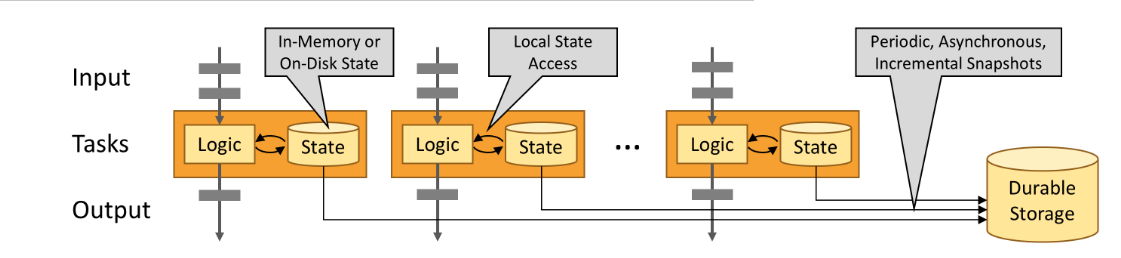 In-Memory or
On-Disk State
Local State
Access
Periodic, Asynchronous,
Incremental Snapshots
Input
Tasks
Logic
State
Logic
State
...
Logic
State
Durable
Storage
Output